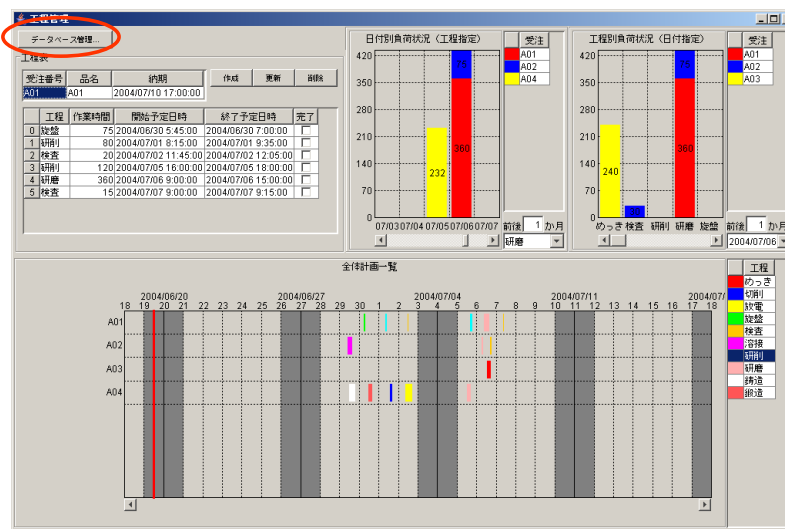 工程管理
データベース管理...
工程表
受注番号 品名 納期
A01 A01 2004/07/10 17:00:00
作成 更新 削除
工程 作業時間 開始予定日時 終了予定日時 完了
0 旋盤 75 2004/06/30 5:45:00 2004/06/30 7:00:00
1 研削 80 2004/07/01 8:15:00 2004/07/01 9:35:00
2 検査 20 2004/07/02 11:45:00 2004/07/02 12:05:00
3 研削 120 2004/07/05 16:00:00 2004/07/05 18:00:00
4 研磨 360 2004/07/06 9:00:00 2004/07/06 15:00:00
5 検査 15 2004/07/07 9:00:00 2004/07/07 9:15:00
日付別負荷状況（工程指定）
420
350
280
210
140
70
0
75
360
232
07/03 07/04 07/05 07/06 07/07
受注
A01
A02
A04
前後 1 か月
研磨
工程別負荷状況（日付指定）
420
350
280
210
140
70
0
75
360
240
30
めっき 検査 研削 研磨 旋盤
受注
A01
A02
A03
前後 1 か月
2004/07/06
全体計画一覧
2004/06/20 2004/06/27 2004/07/04 2004/07/11 2004/07/
18 19 20 21 22 23 24 25 26 27 28 29 30 1 2 3 4 5 6 7 8 9 10 11 12 13 14 15 16 17 18
A01
A02
A03
A04
工程
めっき
切削
放電
旋盤
検査
溶接
研削
研磨
鋳造
鍛造